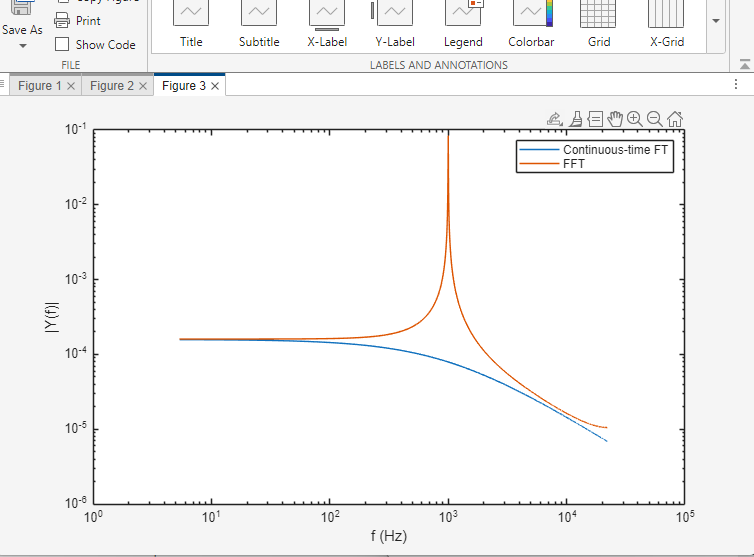 Copy Figure
Save As
Print
Show Code
FILE
Title
Subtitle
X-Label
Y-Label
Legend
Colorbar
Grid
X-Grid
LABELS AND ANNOTATIONS
Figure 1 ×
Figure 2 ×
Figure 3 ×
10⁻¹
10⁻²
10⁻³
10⁻⁴
10⁻⁵
10⁻⁶
|Y(f)|
Continuous-time FT
FFT
10⁰
10¹
10²
10³
10⁴
10⁵
f (Hz)